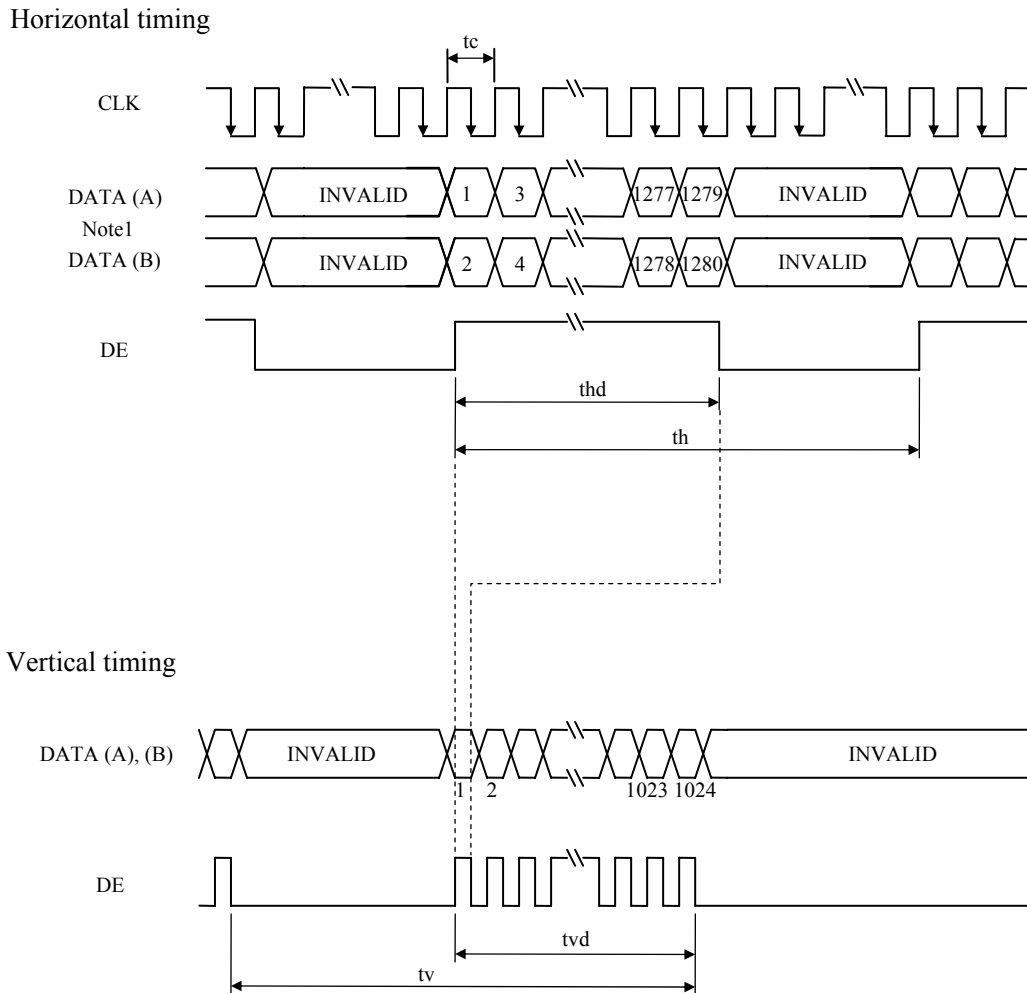 Horizontal timing
tc
CLK
DATA (A) INVALID 1 3 1277 1279 INVALID
Note1
DATA (B) INVALID 2 4 1278 1280 INVALID
DE
thd
th
Vertical timing
DATA (A), (B) INVALID INVALID
1 2 1023 1024
DE
tvd
tv